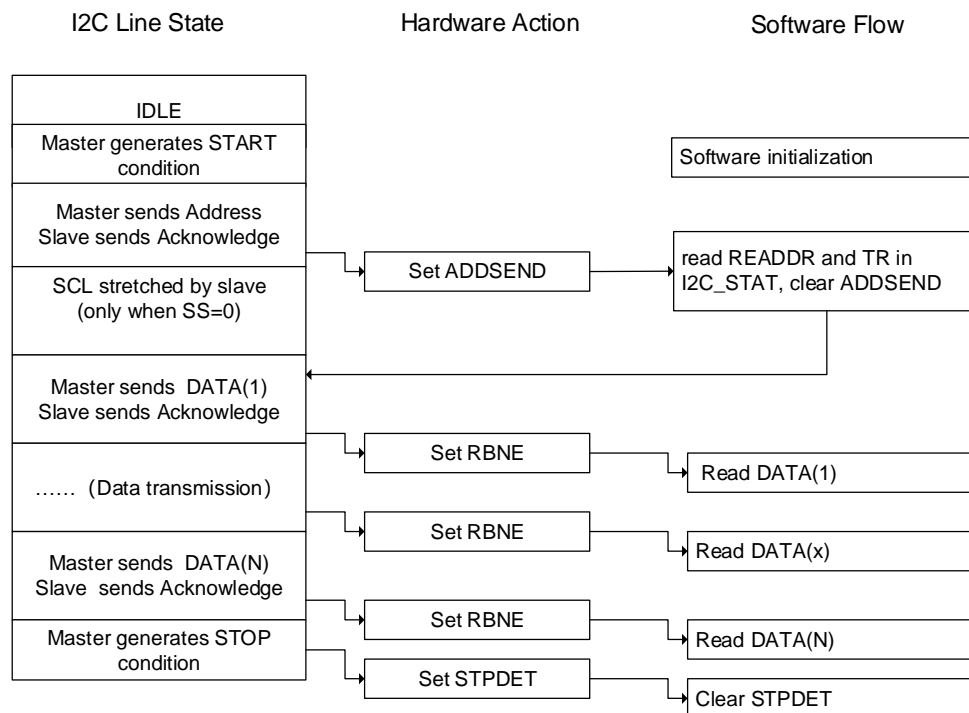 I2C Line State
Hardware Action
Software Flow
IDLE
Master generates START
condition
Software initialization
Master sends Address
Slave sends Acknowledge
Set ADDSEND
read READDR and TR in
I2C_STAT, clear ADDSEND
SCL stretched by slave
(only when SS=0)
Master sends DATA(1)
Slave sends Acknowledge
Set RBNE
Read DATA(1)
…… (Data transmission)
Set RBNE
Read DATA(x)
Master sends DATA(N)
Slave sends Acknowledge
Set RBNE
Read DATA(N)
Master generates STOP
condition
Set STPDET
Clear STPDET